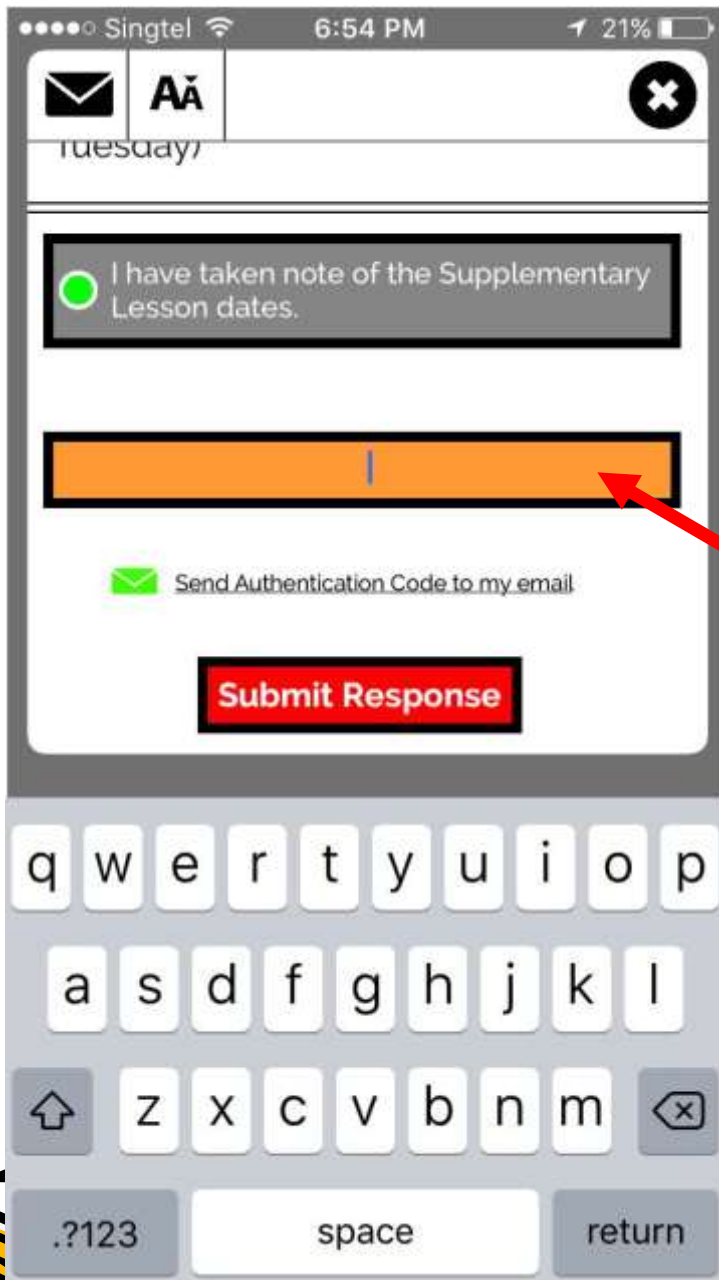 Singtel 6:54 PM 21%
AA
Tuesday)
I have taken note of the Supplementary
Lesson dates.
Send Authentication Code to my email
Submit Response
q w e r t y u i o p
a s d f g h j k l
z x c v b n m
.?123 space return